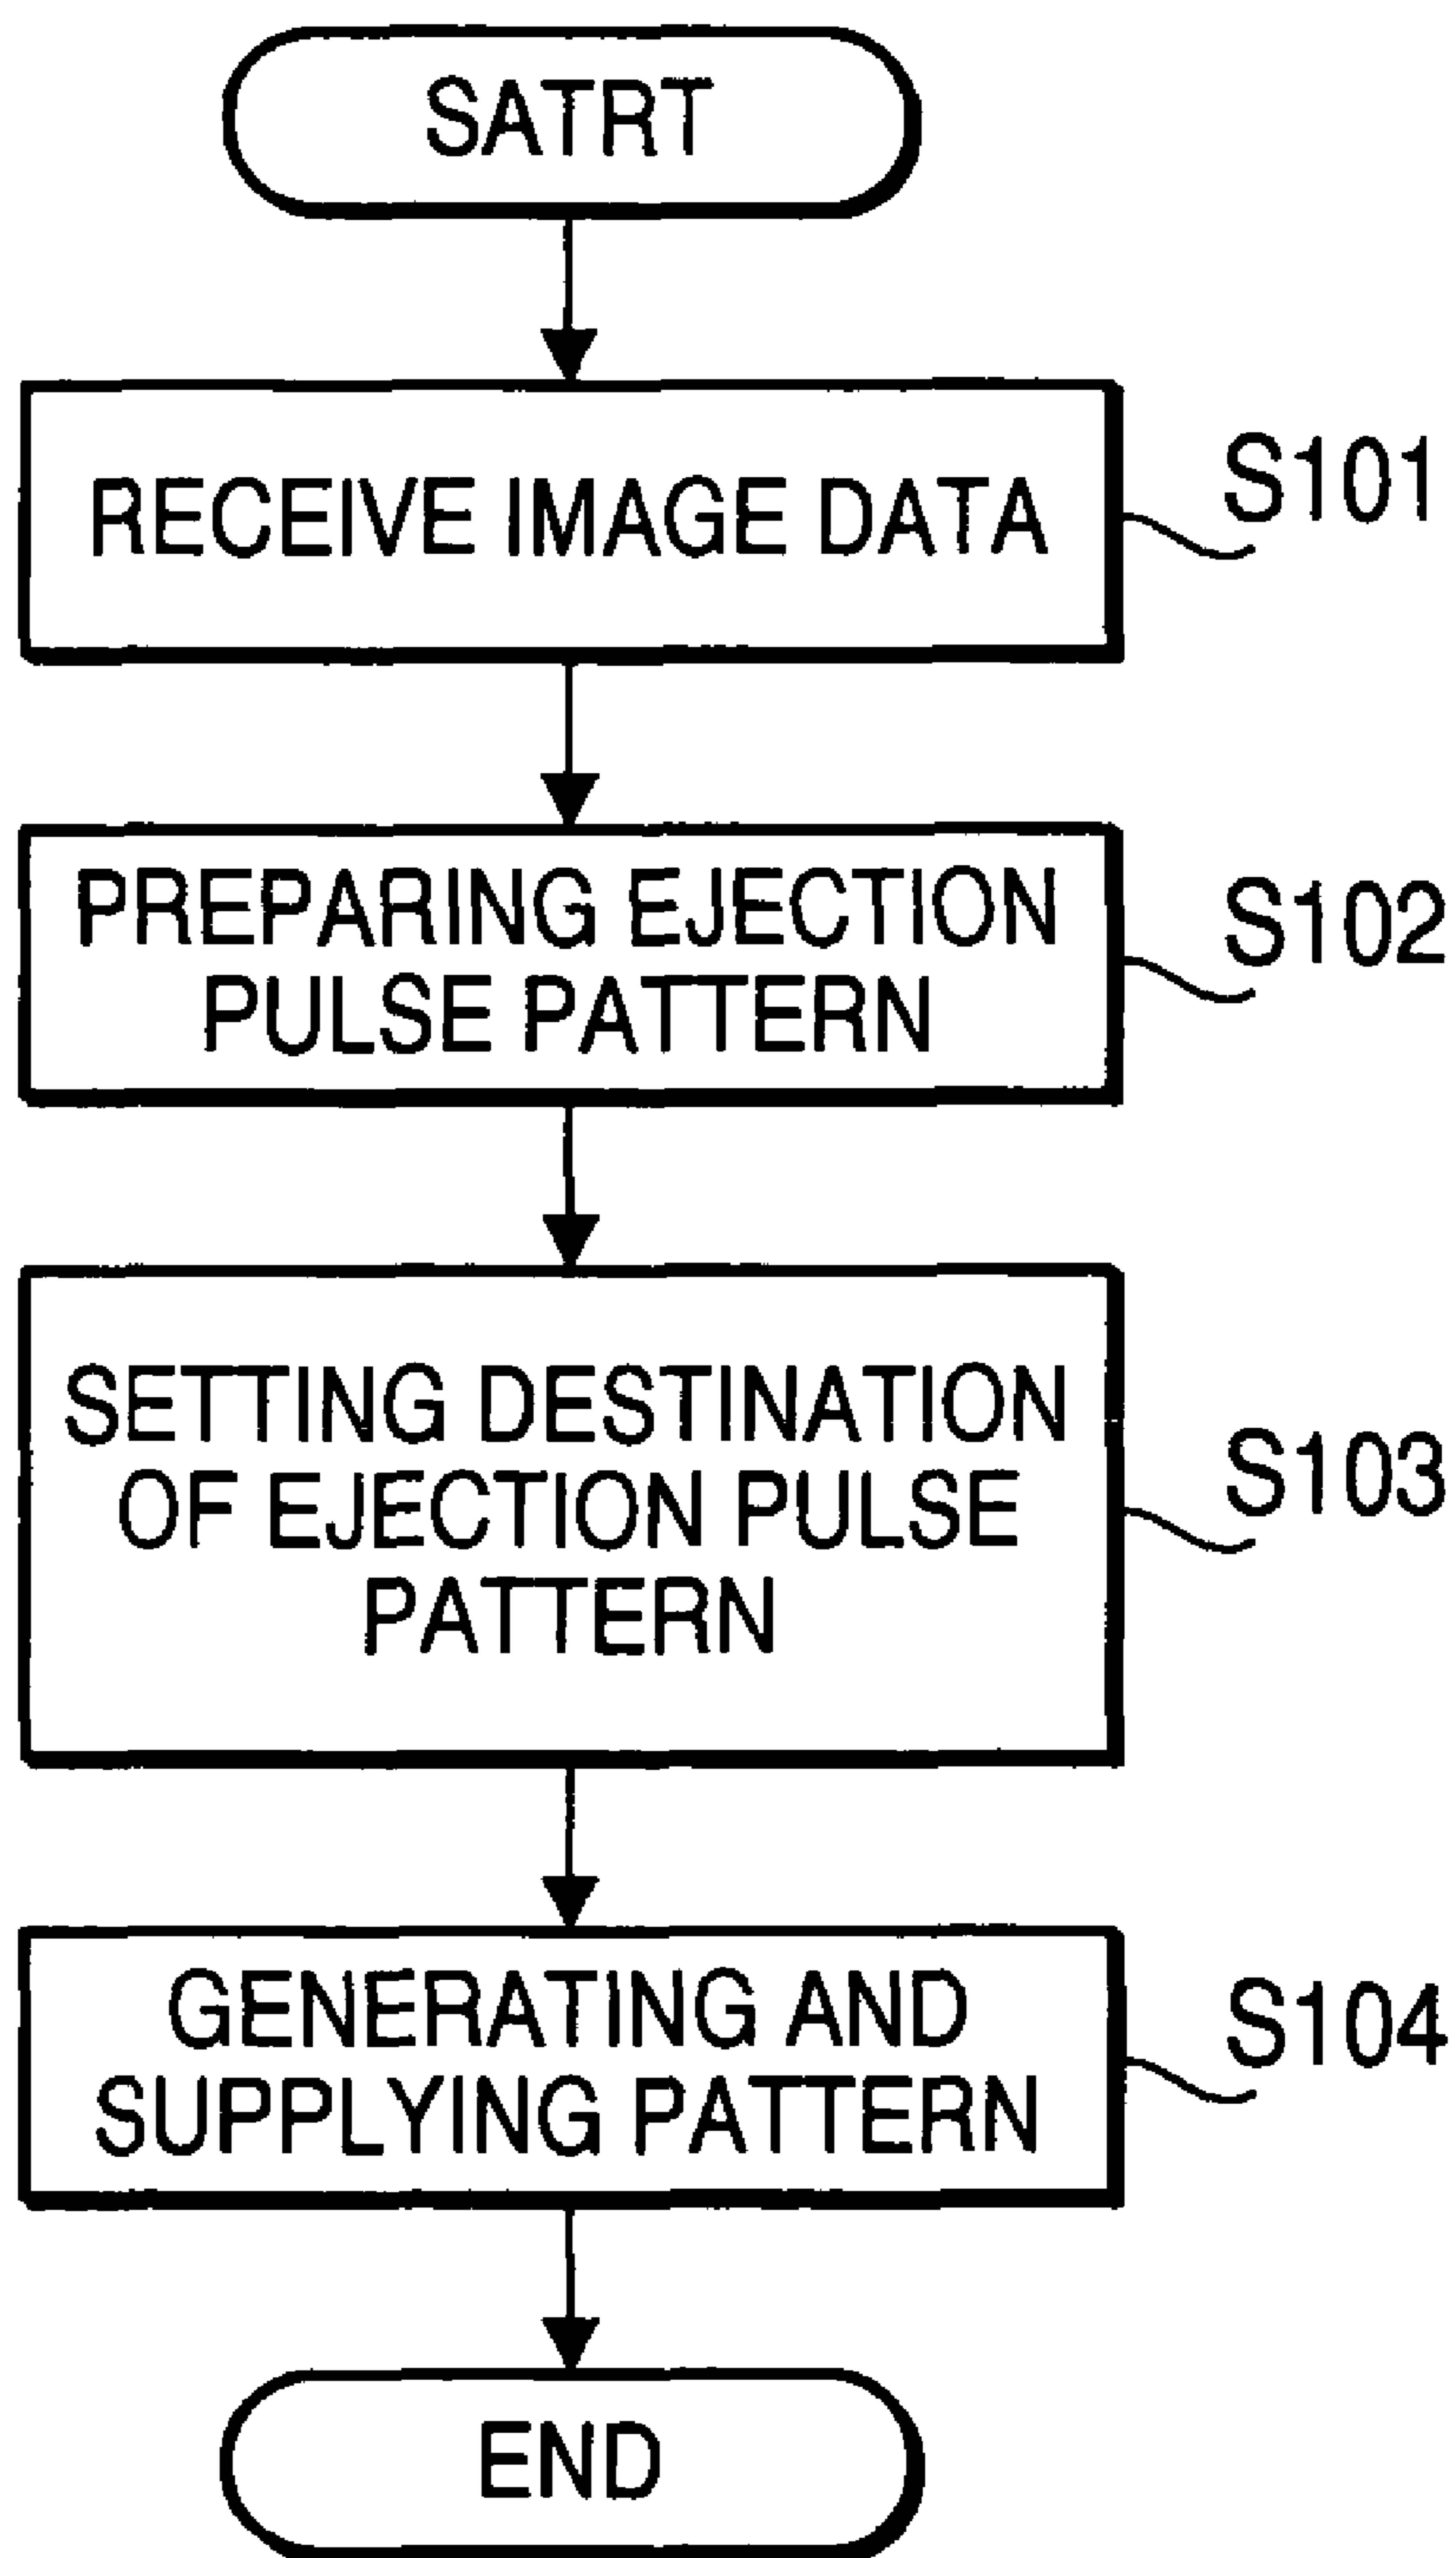 SATRT
RECEIVE IMAGE DATA
S101
PREPARING EJECTION
PULSE PATTERN
S102
SETTING DESTINATION
OF EJECTION PULSE
PATTERN
S103
GENERATING AND
SUPPLYING PATTERN
S104
END